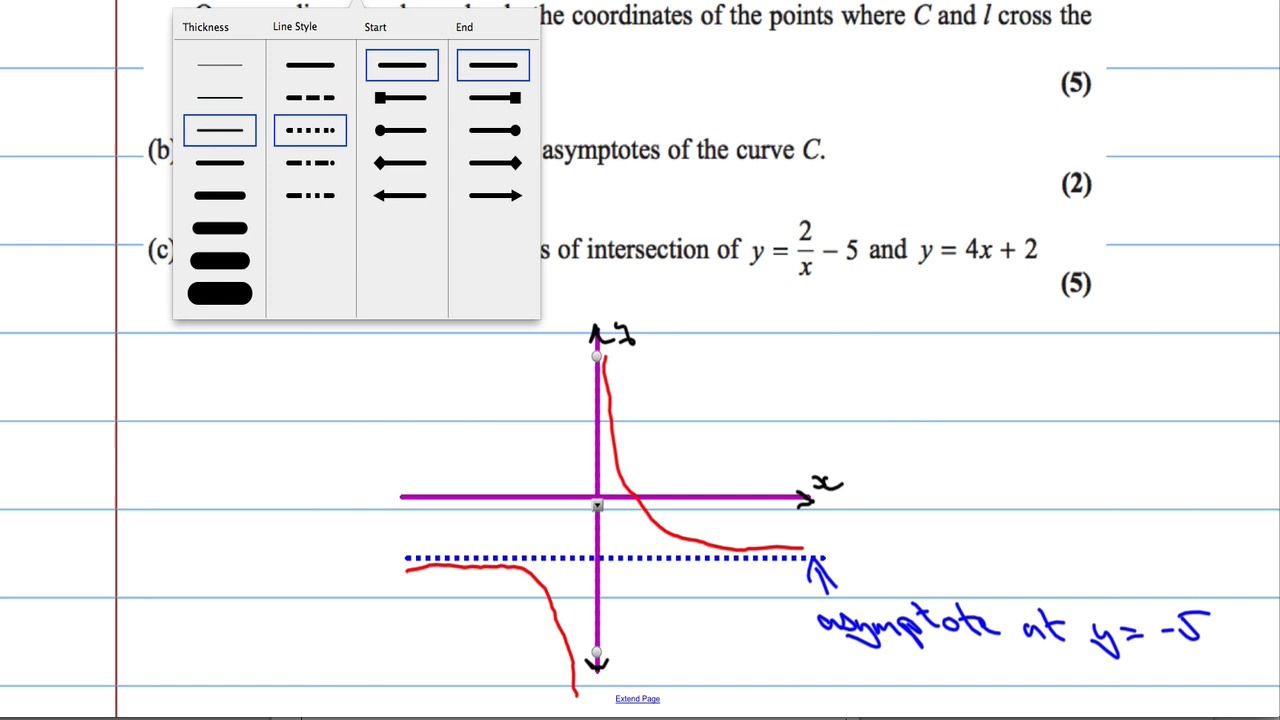 the coordinates of the points where C and l cross the
Thickness Line Style Start End
(5)
(b) asymptotes of the curve C.
(2)
(c) s of intersection of y = 2/x − 5 and y = 4x + 2
(5)
y
x
asymptote at y = -5
Extend Page